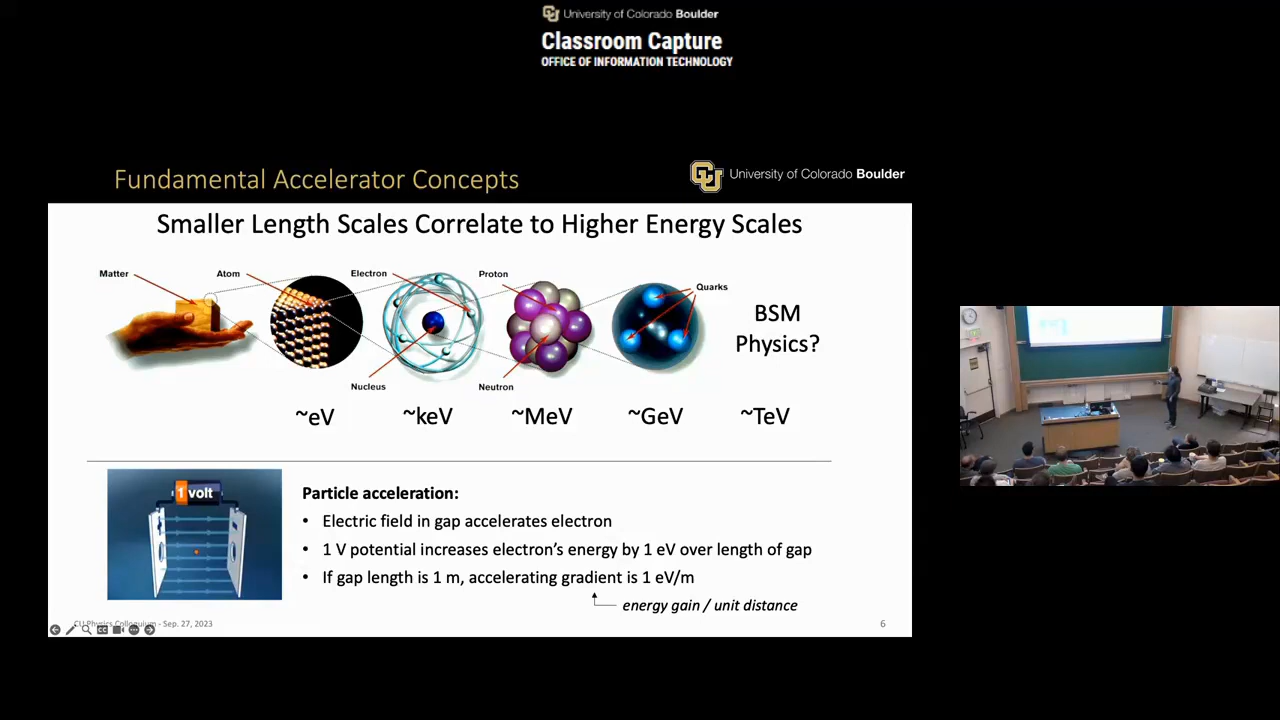 University of Colorado Boulder
Classroom Capture
OFFICE OF INFORMATION TECHNOLOGY
Fundamental Accelerator Concepts
University of Colorado Boulder
Smaller Length Scales Correlate to Higher Energy Scales
Matter
Atom
Electron
Proton
Quarks
BSM
Physics?
Nucleus
Neutron
~eV
~keV
~MeV
~GeV
~TeV
1 volt
Particle acceleration:
• Electric field in gap accelerates electron
• 1 V potential increases electron's energy by 1 eV over length of gap
• If gap length is 1 m, accelerating gradient is 1 eV/m
energy gain / unit distance
CU Physics Colloquium - Sep. 27, 2023
6